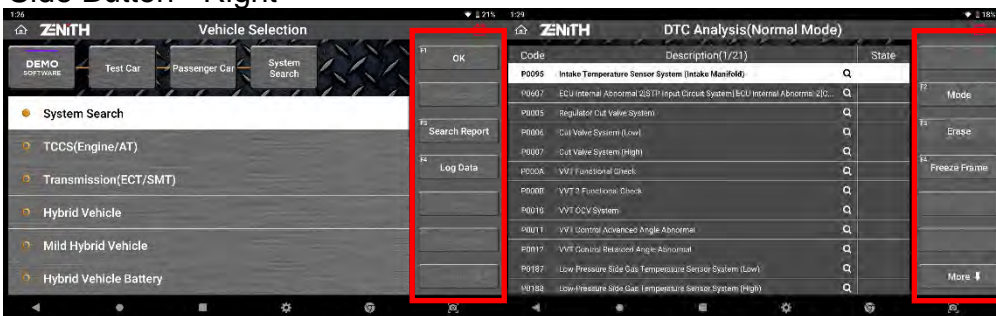 Side Button - Right
1:26
21%
ZENITH
Vehicle Selection
DEMO
SOFTWARE
Test Car
Passenger Car
System
Search
System Search
TCCS(Engine/AT)
Transmission(ECT/SMT)
Hybrid Vehicle
Mild Hybrid Vehicle
Hybrid Vehicle Battery
F1
OK
F3
Search Report
F4
Log Data
1:29
18%
ZENITH
DTC Analysis(Normal Mode)
Code Description(1/21) State
P0095 Intake Temperature Sensor System (Intake Manifold)
P0607 ECU Internal Abnormal 2|STP Input Circuit System|ECU Internal Abnormal 2|C...
P0005 Regulator Cut Valve System
P0006 Cut Valve System (Low)
P0007 Cut Valve System (High)
P000A VVT Functional Check
P000B VVT 2 Functional Check
P0010 VVT OCV System
P0011 VVT Control Advanced Angle Abnormal
P0012 VVT Control Retarded Angle Abnormal
P0187 Low Pressure Side Gas Temperature Sensor System (Low)
P0188 Low Pressure Side Gas Temperature Sensor System (High)
F2
Mode
F3
Erase
F4
Freeze Frame
More